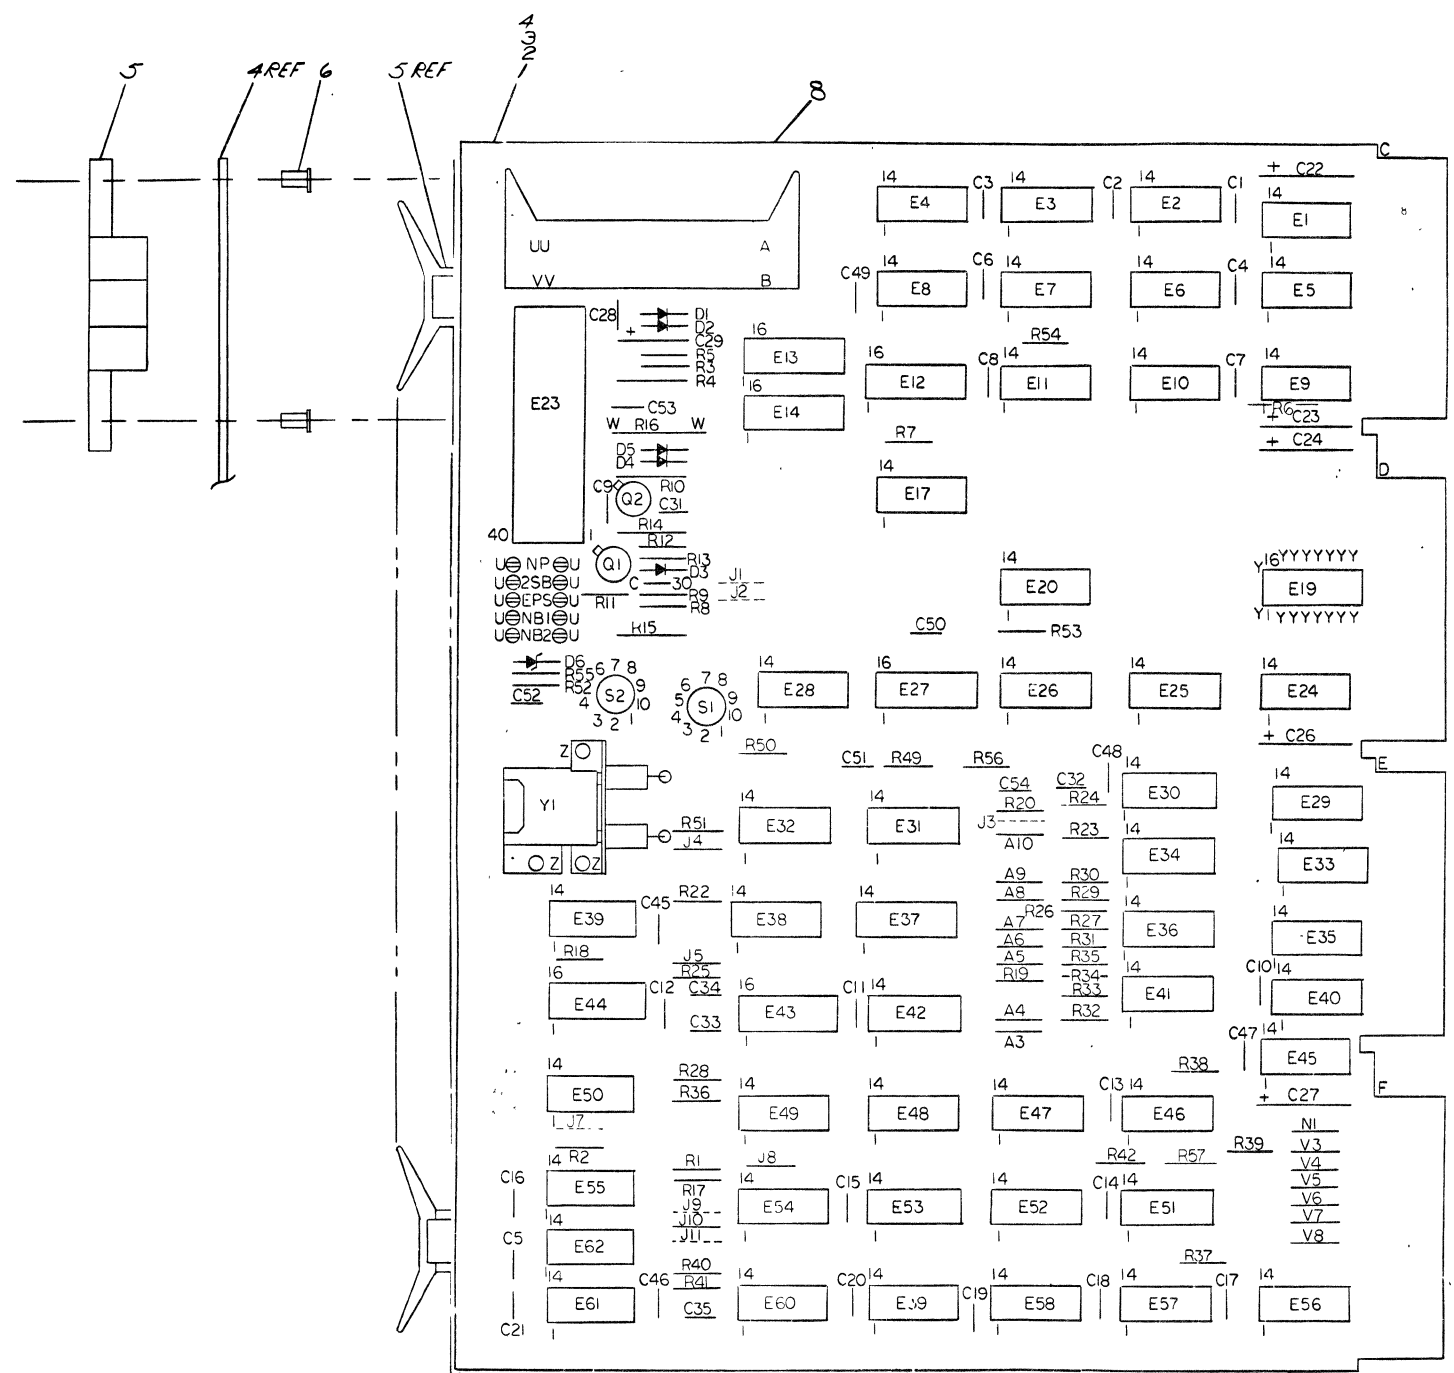 4
3
2
5
4 REF
6
5 REF
8
C
+ C22
14 E4
C3
14 E3
C2
14 E2
C1
14 E1
UU A
VV B
C49
14 E8
C6
14 E7
14 E6
C4
14 E5
C28
D1
D2
+ C29
R5
R3
R4
E23
16 E13
16 E14
R54
16 E12
C8
14 E11
14 E10
C7
14 E9
R6
+ C23
+ C24
C53
W R16 W
R7
D5
D4
D
R10
C9
Q2
C31
14 E17
40 1
R14
R12
Q1
R13
D3
C 30
R9
R8
R11
R15
J1
J2
U NP U
U 2SB U
U EPS U
U NB1 U
U NB2 U
14 E20
R53
C50
Y 16 YYYYYYY
E19
Y 1 YYYYYYY
D6
R55
R52
C52
S2
4 6 7 8 9 10 3 2 1
S1
4 5 6 7 8 9 10 3 2 1
14 E28
16 E27
14 E26
14 E25
14 E24
+ C26
E
Z
Y1
Z Z
R50
C51 R49 R56
C48
C54 C32
R20 R24
J3
A10
R23
14 E30
14 E29
R51
J4
14 E32
14 E31
14 E34
E33
A9 R30
A8 R29
R26
A7 R27
A6 R31
A5 R35
R19 R34
R33
A4 R32
A3
14 E39
C45
R22
14 E38
14 E37
14 E36
14 E35
R18
J5
R25
16 E44
C12
C34
C33
16 E43
C11
14 E42
14 E41
C10
14 E40
C47
14 E45
F
+ C27
R38
R28
R36
14 E50
J7
R2
14 E49
14 E48
14 E47
C13
14 E46
N1
V3
V4
V5
V6
V7
V8
R39
R42 R57
R1
R17
J9
J10
J11
J8
C16
14 E55
14 E54
C15
14 E53
14 E52
C14
14 E51
C5
14 E62
R37
R40
R41
C35
C21
14 E61
C46
14 E60
C20
14
C19
14 E58
C18
14 E57
C17
14 E56